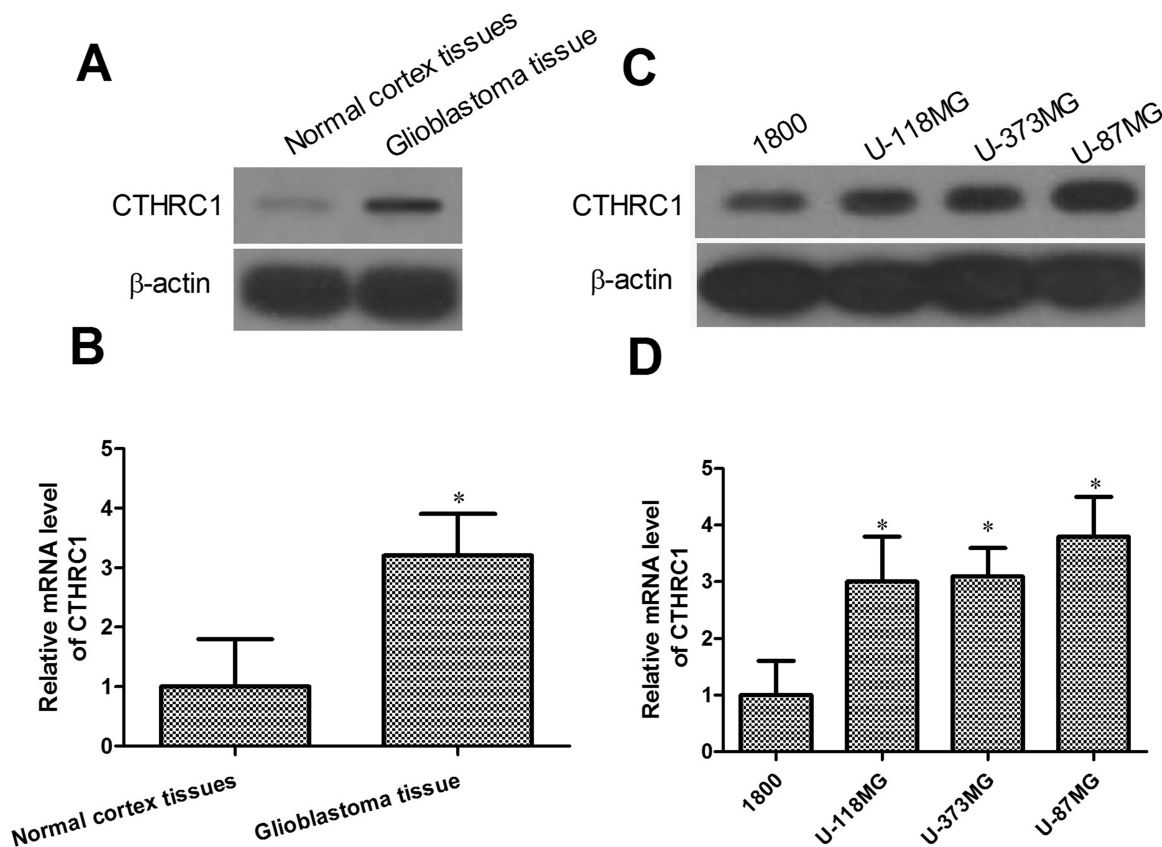 A
Normal cortex tissues
Glioblastoma tissue
CTHRC1
β-actin
B
5
4
3
2
1
0
Relative mRNA level
of CTHRC1
*
Normal cortex tissues
Glioblastoma tissue
C
1800
U-118MG
U-373MG
U-87MG
CTHRC1
β-actin
D
5
4
3
2
1
0
Relative mRNA level
of CTHRC1
*
*
*
1800
U-118MG
U-373MG
U-87MG